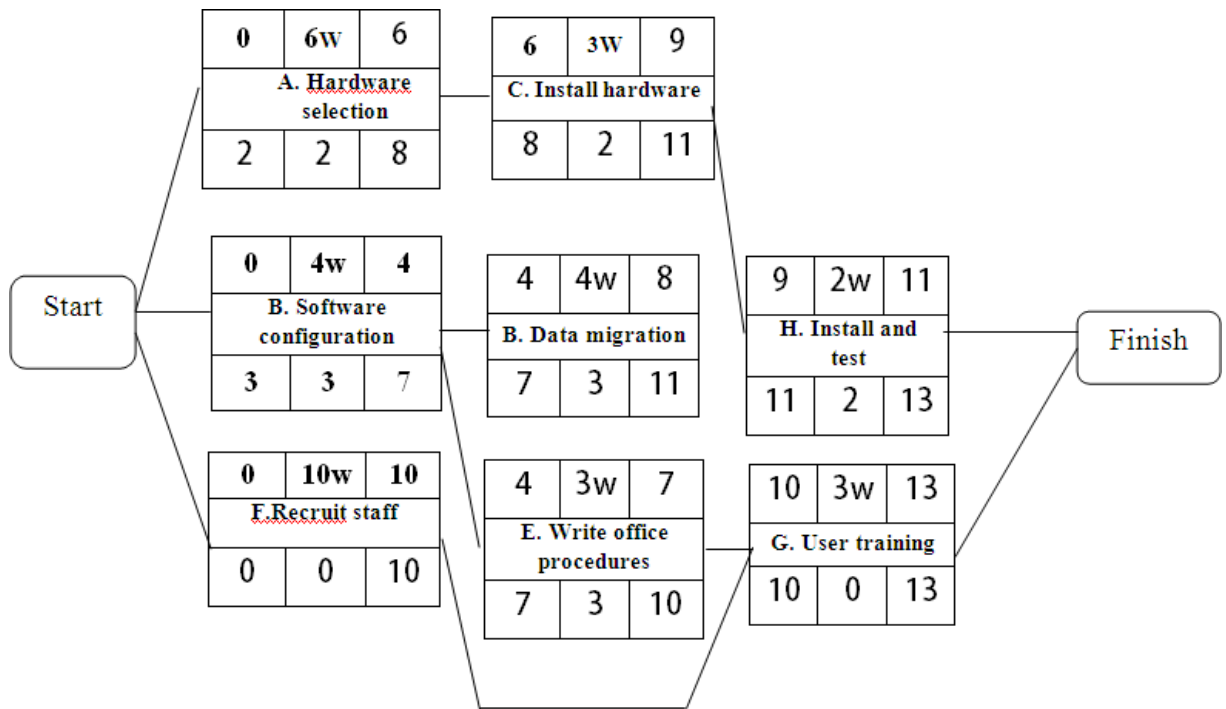 0 6W 6
A. Hardware
selection
2 2 8
6 3W 9
C. Install hardware
8 2 11
Start
0 4w 4
B. Software
configuration
3 3 7
4 4w 8
B. Data migration
7 3 11
9 2w 11
H. Install and
test
11 2 13
Finish
0 10w 10
F.Recruit staff
0 0 10
4 3w 7
E. Write office
procedures
7 3 10
10 3w 13
G. User training
10 0 13